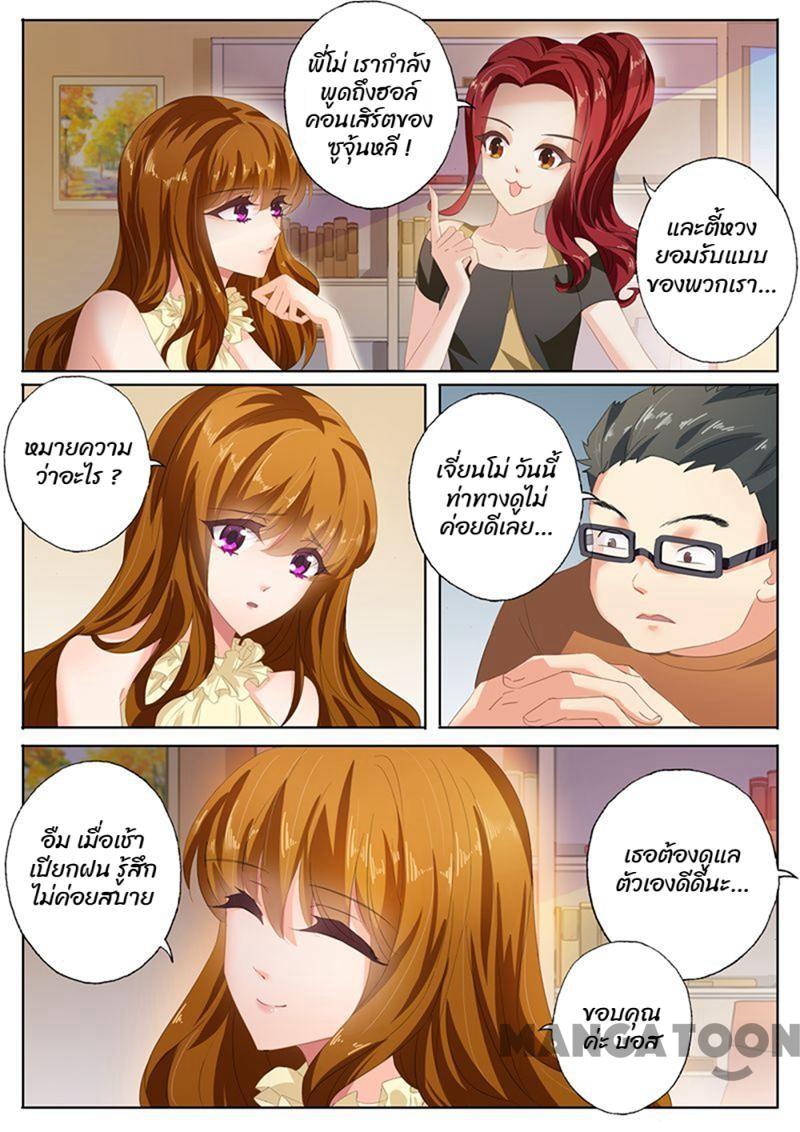 พี่โม่ เรากำลัง
พูดถึงฮอล์
คอนเสิร์ตของ
ซูจุ้นหลี !
และตี้หวง
ยอมรับแบบ
ของพวกเรา...
หมายความ
ว่าอะไร ?
เจี่ยนโม่ วันนี้
ท่าทางดูไม่
ค่อยดีเลย...
อืม เมื่อเช้า
เปียกฝน รู้สึก
ไม่ค่อยสบาย
เธอต้องดูแล
ตัวเองดีดีนะ...
ขอบคุณ
ค่ะ บอส
MANGATOON